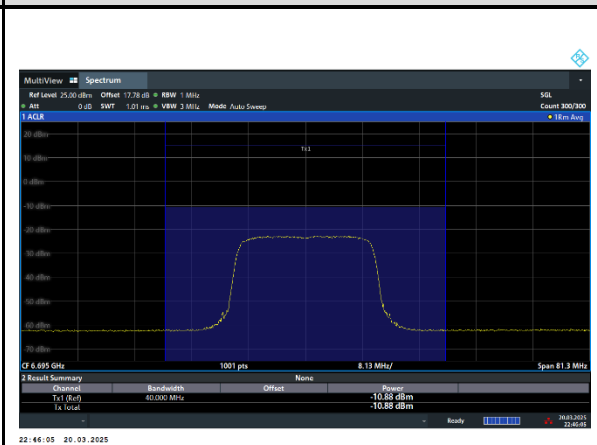 MultiView Spectrum
Ref Level 25.00 dBm Offset 17.78 dB RBW 1 MHz SGL
Att 0 dB SWT 1.01 ms VBW 3 MHz Mode Auto Sweep Count 300/300
1 ACLR 1Rm Avg
Tx1
20 dBm
10 dBm
0 dBm
-10 dBm
-20 dBm
-30 dBm
-40 dBm
-50 dBm
-60 dBm
-70 dBm
CF 6.695 GHz 1001 pts 8.13 MHz/ Span 81.3 MHz
2 Result Summary None
Channel Bandwidth Offset Power
Tx1 (Ref) 40.000 MHz -10.88 dBm
Tx Total -10.88 dBm
Ready 20.03.2025
22:46:05
22:46:05 20.03.2025